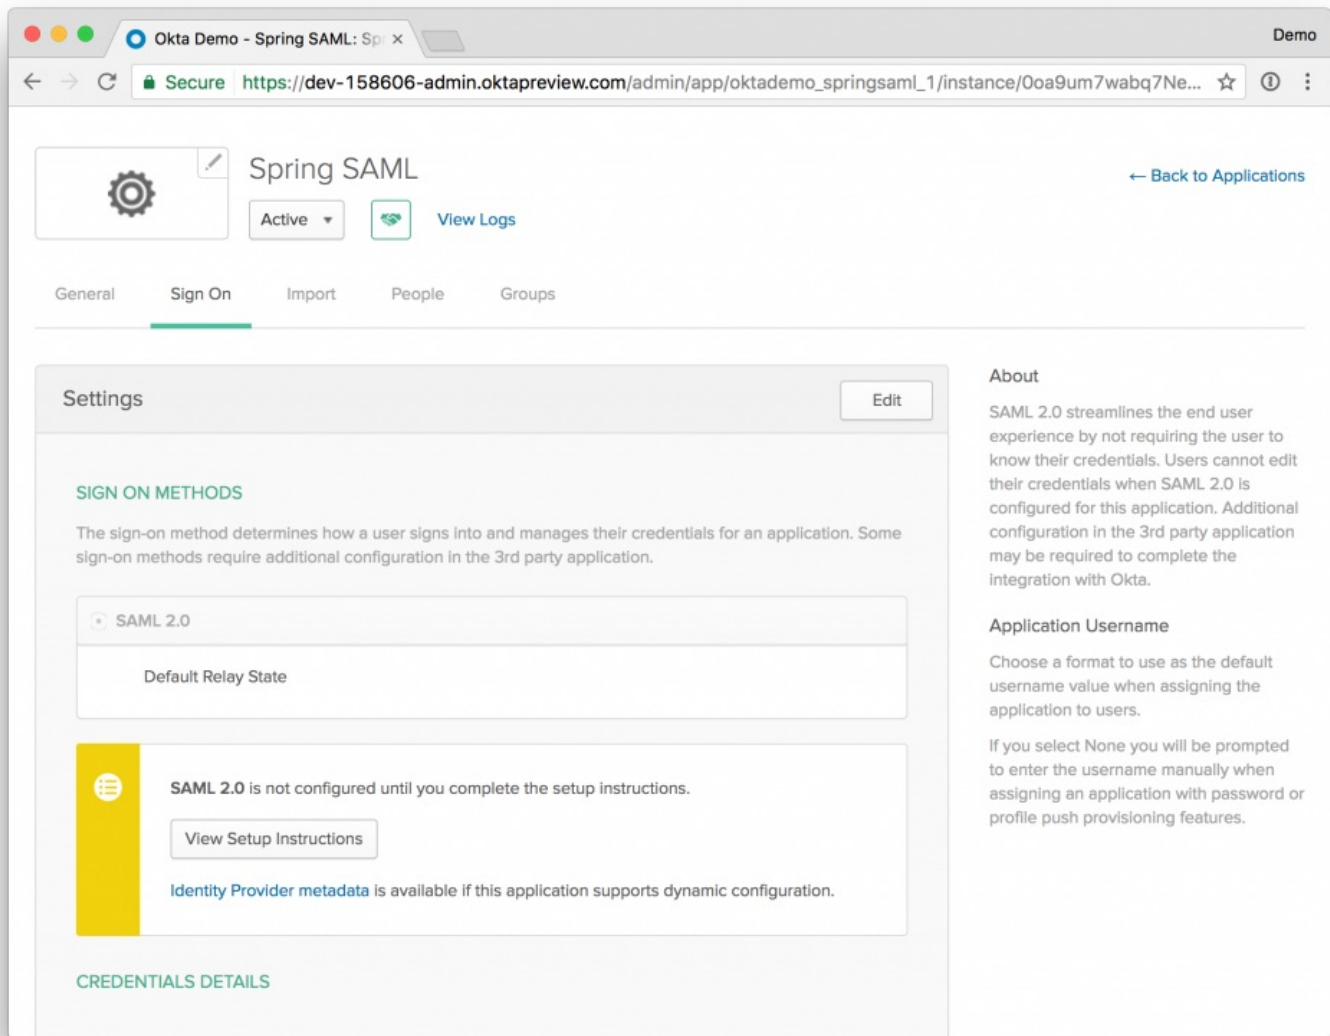 Okta Demo - Spring SAML: Sp
Demo
Secure https://dev-158606-admin.oktapreview.com/admin/app/oktademo_springsaml_1/instance/0oa9um7wabq7Ne...
Spring SAML
← Back to Applications
Active
View Logs
General Sign On Import People Groups
Settings
Edit
SIGN ON METHODS
The sign-on method determines how a user signs into and manages their credentials for an application. Some
sign-on methods require additional configuration in the 3rd party application.
SAML 2.0
Default Relay State
SAML 2.0 is not configured until you complete the setup instructions.
View Setup Instructions
Identity Provider metadata is available if this application supports dynamic configuration.
CREDENTIALS DETAILS
About
SAML 2.0 streamlines the end user
experience by not requiring the user to
know their credentials. Users cannot edit
their credentials when SAML 2.0 is
configured for this application. Additional
configuration in the 3rd party application
may be required to complete the
integration with Okta.
Application Username
Choose a format to use as the default
username value when assigning the
application to users.
If you select None you will be prompted
to enter the username manually when
assigning an application with password or
profile push provisioning features.